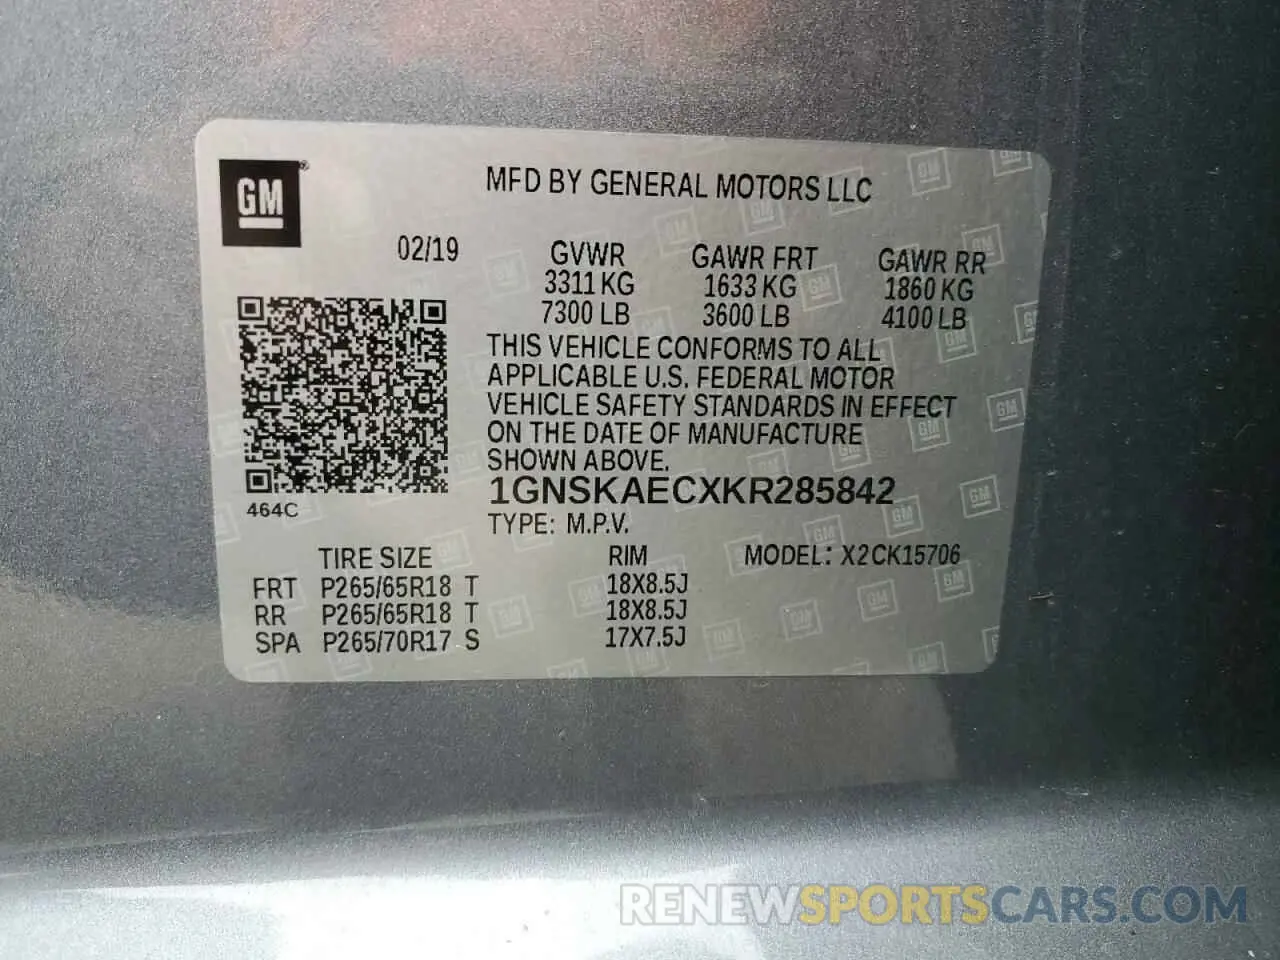 GM®
MFD BY GENERAL MOTORS LLC
02/19 GVWR GAWR FRT GAWR RR
3311 KG 1633 KG 1860 KG
7300 LB 3600 LB 4100 LB
THIS VEHICLE CONFORMS TO ALL
APPLICABLE U.S. FEDERAL MOTOR
VEHICLE SAFETY STANDARDS IN EFFECT
ON THE DATE OF MANUFACTURE
SHOWN ABOVE.
1GNSKAECXKR285842
464C
TYPE: M.P.V.
TIRE SIZE RIM MODEL: X2CK15706
FRT P265/65R18 T 18X8.5J
RR P265/65R18 T 18X8.5J
SPA P265/70R17 S 17X7.5J
RENEWSPORTSCARS.COM